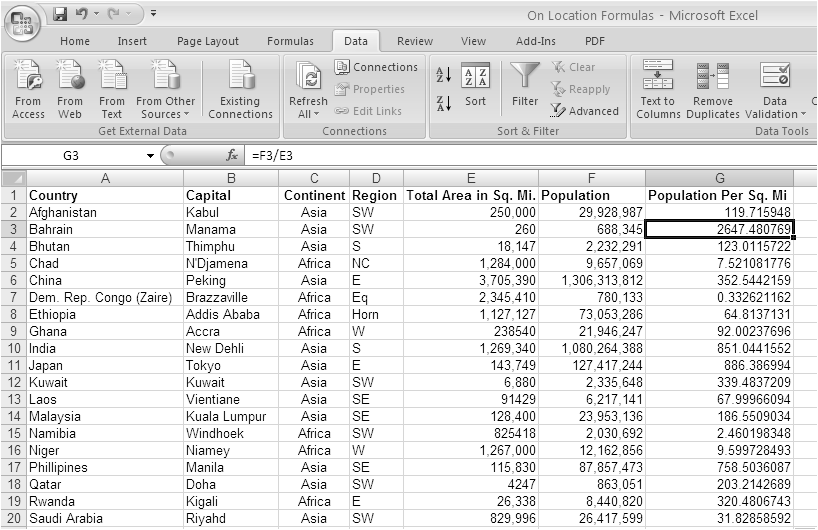 On Location Formulas - Microsoft Excel
Home Insert Page Layout Formulas Data Review View Add-Ins PDF
From Access
From Web
From Text
From Other Sources
Existing Connections
Get External Data
Refresh All
Connections
Properties
Edit Links
Connections
A Z
Z A
A Z Z A
Sort
Filter
Clear
Reapply
Advanced
Sort & Filter
Text to Columns
Remove Duplicates
Data Validation
C
Data Tools
G3 fx =F3/E3
A B C D E F G
1 Country Capital Continent Region Total Area in Sq. Mi. Population Population Per Sq. Mi
2 Afghanistan Kabul Asia SW 250,000 29,928,987 119.715948
3 Bahrain Manama Asia SW 260 688,345 2647.480769
4 Bhutan Thimphu Asia S 18,147 2,232,291 123.0115722
5 Chad N'Djamena Africa NC 1,284,000 9,657,069 7.521081776
6 China Peking Asia E 3,705,390 1,306,313,812 352.5442159
7 Dem. Rep. Congo (Zaire) Brazzaville Africa Eq 2,345,410 780,133 0.332621162
8 Ethiopia Addis Ababa Africa Horn 1,127,127 73,053,286 64.8137131
9 Ghana Accra Africa W 238540 21,946,247 92.00237696
10 India New Dehli Asia S 1,269,340 1,080,264,388 851.0441552
11 Japan Tokyo Asia E 143,749 127,417,244 886.386994
12 Kuwait Kuwait Asia SW 6,880 2,335,648 339.4837209
13 Laos Vientiane Asia SE 91429 6,217,141 67.99966094
14 Malaysia Kuala Lumpur Asia SE 128,400 23,953,136 186.5509034
15 Namibia Windhoek Africa SW 825418 2,030,692 2.460198348
16 Niger Niamey Africa W 1,267,000 12,162,856 9.599728493
17 Phillipines Manila Asia SE 115,830 87,857,473 758.5036087
18 Qatar Doha Asia SW 4247 863,051 203.2142689
19 Rwanda Kigali Africa E 26,338 8,440,820 320.4806743
20 Saudi Arabia Riyahd Asia SW 829,996 26,417,599 31.82858592